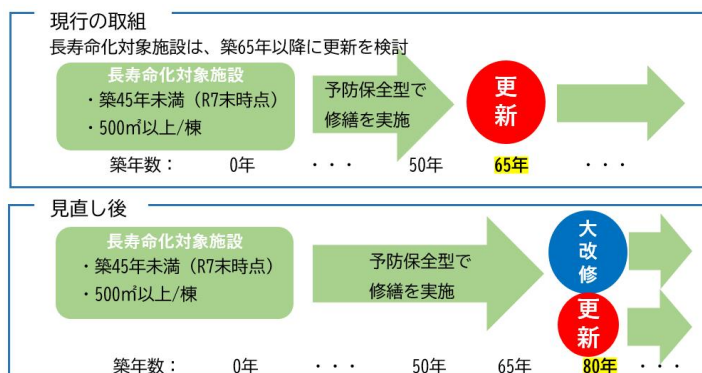 現行の取組
長寿命化対象施設は、築65年以降に更新を検討
長寿命化対象施設
・築45年未満（R7末時点）
・500㎡以上/棟
予防保全型で
修繕を実施
更新
築年数： 0年 ・・・ 50年 65年 ・・・
見直し後
長寿命化対象施設
・築45年未満（R7末時点）
・500㎡以上/棟
予防保全型で
修繕を実施
大改修
更新
築年数： 0年 ・・・ 50年 65年 80年 ・・・